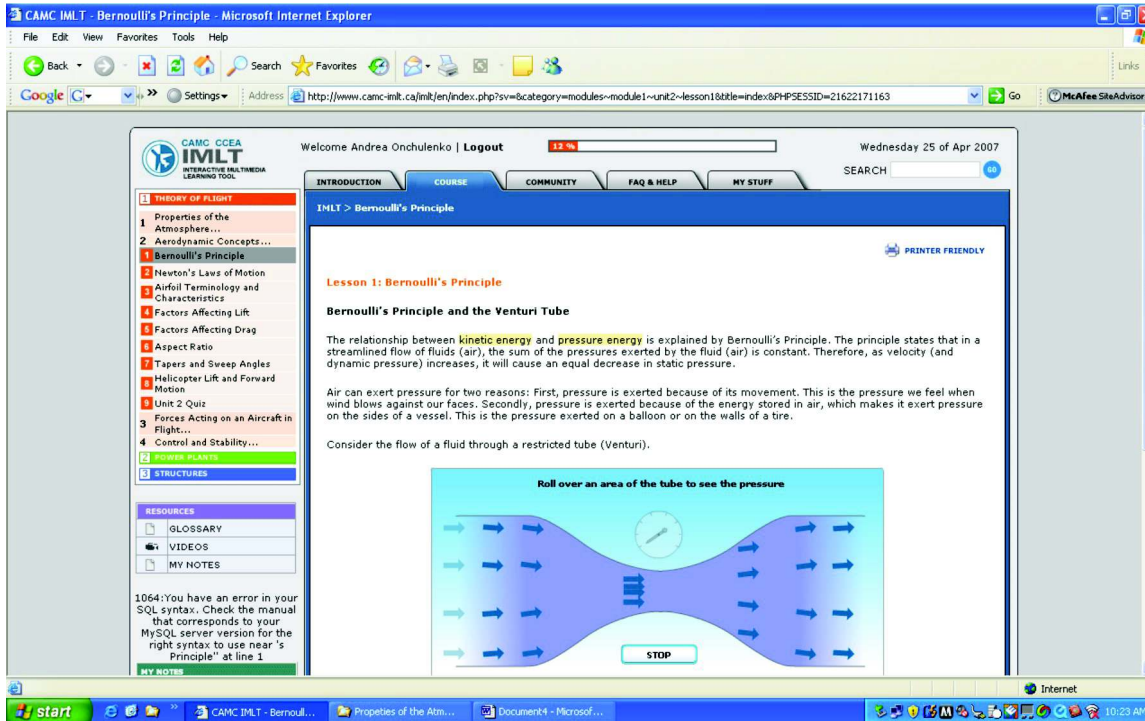 CAMC IMLT - Bernoulli's Principle - Microsoft Internet Explorer
File Edit View Favorites Tools Help
Back Search Favorites Links
Google G Settings Address http://www.camc-imlt.ca/imlt/en/index.php?sv=&category=modules~module1~unit2~lesson1&title=index&PHPSESSID=21622171163 Go McAfee SiteAdvisor
CAMC CCEA
IMLT
INTERACTIVE MULTIMEDIA
LEARNING TOOL
Welcome Andrea Onchulenko | Logout 12 % Wednesday 25 of Apr 2007
SEARCH GO
INTRODUCTION COURSE COMMUNITY FAQ & HELP MY STUFF
IMLT > Bernoulli's Principle
1 THEORY OF FLIGHT
1 Properties of the
Atmosphere...
2 Aerodynamic Concepts...
1 Bernoulli's Principle
2 Newton's Laws of Motion
3 Airfoil Terminology and
Characteristics
4 Factors Affecting Lift
5 Factors Affecting Drag
6 Aspect Ratio
7 Tapers and Sweep Angles
8 Helicopter Lift and Forward
Motion
9 Unit 2 Quiz
3 Forces Acting on an Aircraft in
Flight...
4 Control and Stability...
2 POWER PLANTS
3 STRUCTURES
RESOURCES
GLOSSARY
VIDEOS
MY NOTES
1064:You have an error in your
SQL syntax. Check the manual
that corresponds to your
MySQL server version for the
right syntax to use near 's
Principle'' at line 1
MY NOTES
PRINTER FRIENDLY
Lesson 1: Bernoulli's Principle
Bernoulli's Principle and the Venturi Tube
The relationship between kinetic energy and pressure energy is explained by Bernoulli's Principle. The principle states that in a
streamlined flow of fluids (air), the sum of the pressures exerted by the fluid (air) is constant. Therefore, as velocity (and
dynamic pressure) increases, it will cause an equal decrease in static pressure.
Air can exert pressure for two reasons: First, pressure is exerted because of its movement. This is the pressure we feel when
wind blows against our faces. Secondly, pressure is exerted because of the energy stored in air, which makes it exert pressure
on the sides of a vessel. This is the pressure exerted on a balloon or on the walls of a tire.
Consider the flow of a fluid through a restricted tube (Venturi).
Roll over an area of the tube to see the pressure
STOP
Internet
start CAMC IMLT - Bernoull... Propeties of the Atm... Document4 - Microsof... 10:23 AM